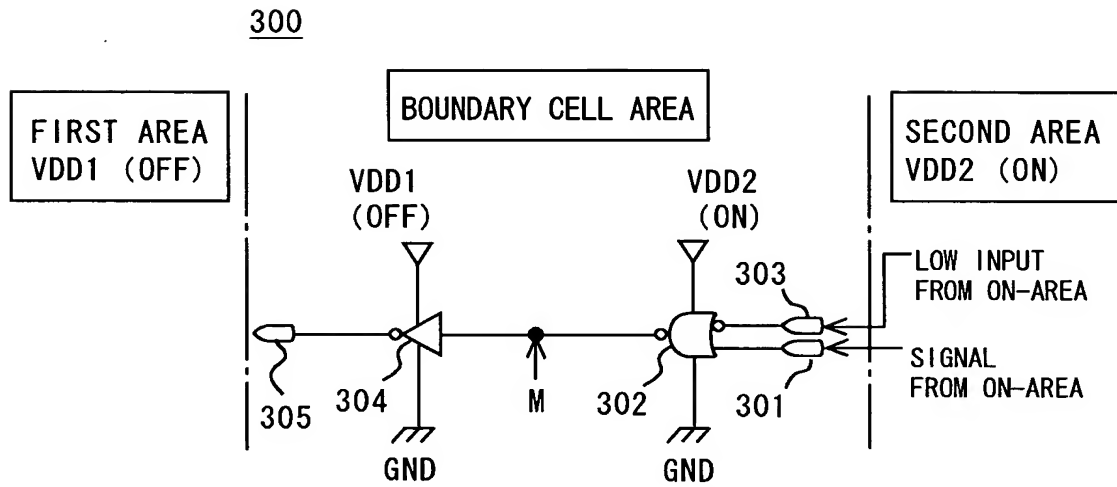 300
FIRST AREA
VDD1 (OFF)
BOUNDARY CELL AREA
SECOND AREA
VDD2 (ON)
VDD1
(OFF)
VDD2
(ON)
303
LOW INPUT
FROM ON-AREA
305
304
M
302
301
SIGNAL
FROM ON-AREA
GND
GND